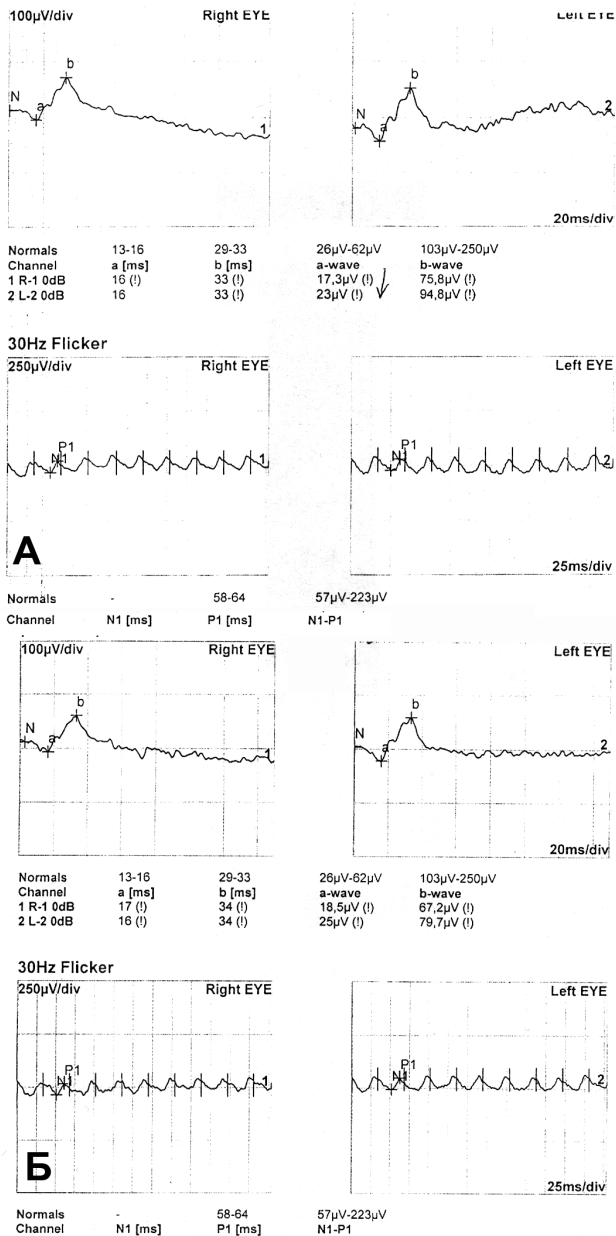 100µV/div Right EYE Left EYE
N a b 1 N a b 2
20ms/div
Normals 13-16 29-33 26µV-62µV 103µV-250µV
Channel a [ms] b [ms] a-wave b-wave
1 R-1 0dB 16 (!) 33 (!) 17,3µV (!) 75,8µV (!)
2 L-2 0dB 16 33 (!) 23µV (!) 94,8µV (!)
30Hz Flicker
250µV/div Right EYE Left EYE
N1 P1 1 N1 P1 2
А
25ms/div
Normals - 58-64 57µV-223µV
Channel N1 [ms] P1 [ms] N1-P1
100µV/div Right EYE Left EYE
N a b 1 N a b 2
20ms/div
Normals 13-16 29-33 26µV-62µV 103µV-250µV
Channel a [ms] b [ms] a-wave b-wave
1 R-1 0dB 17 (!) 34 (!) 18,5µV (!) 67,2µV (!)
2 L-2 0dB 16 (!) 34 (!) 25µV (!) 79,7µV (!)
30Hz Flicker
250µV/div Right EYE Left EYE
N1 P1 1 N1 P1 2
Б
25ms/div
Normals - 58-64 57µV-223µV
Channel N1 [ms] P1 [ms] N1-P1